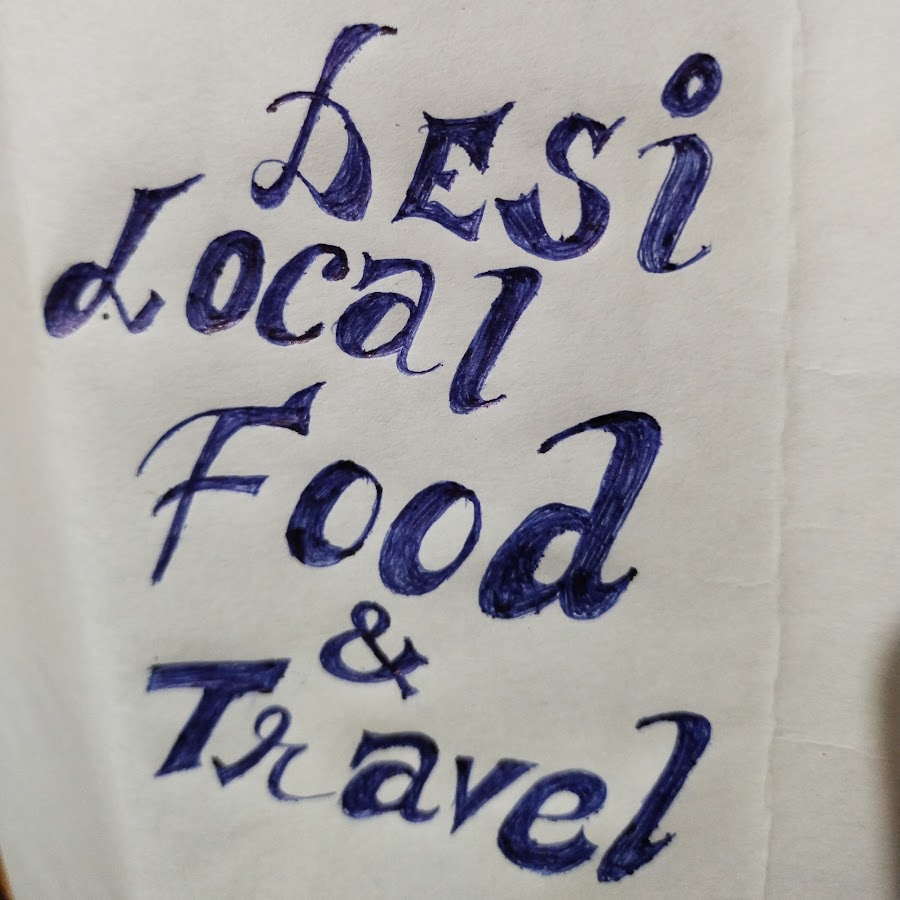 Desi
Local
Food
&
Travel